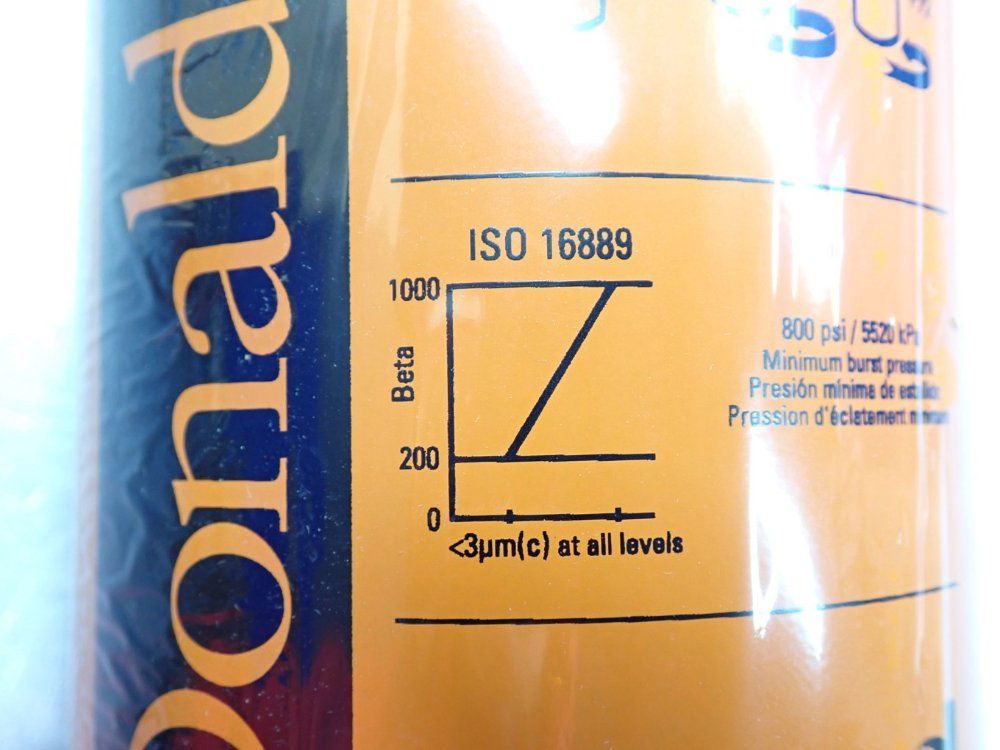 Donald
ISO 16889
1000
Beta
200
0
<3µm(c) at all levels
800 psi / 5520 kPa
Minimum burst
Presión mínima de
Pression d'éclatement